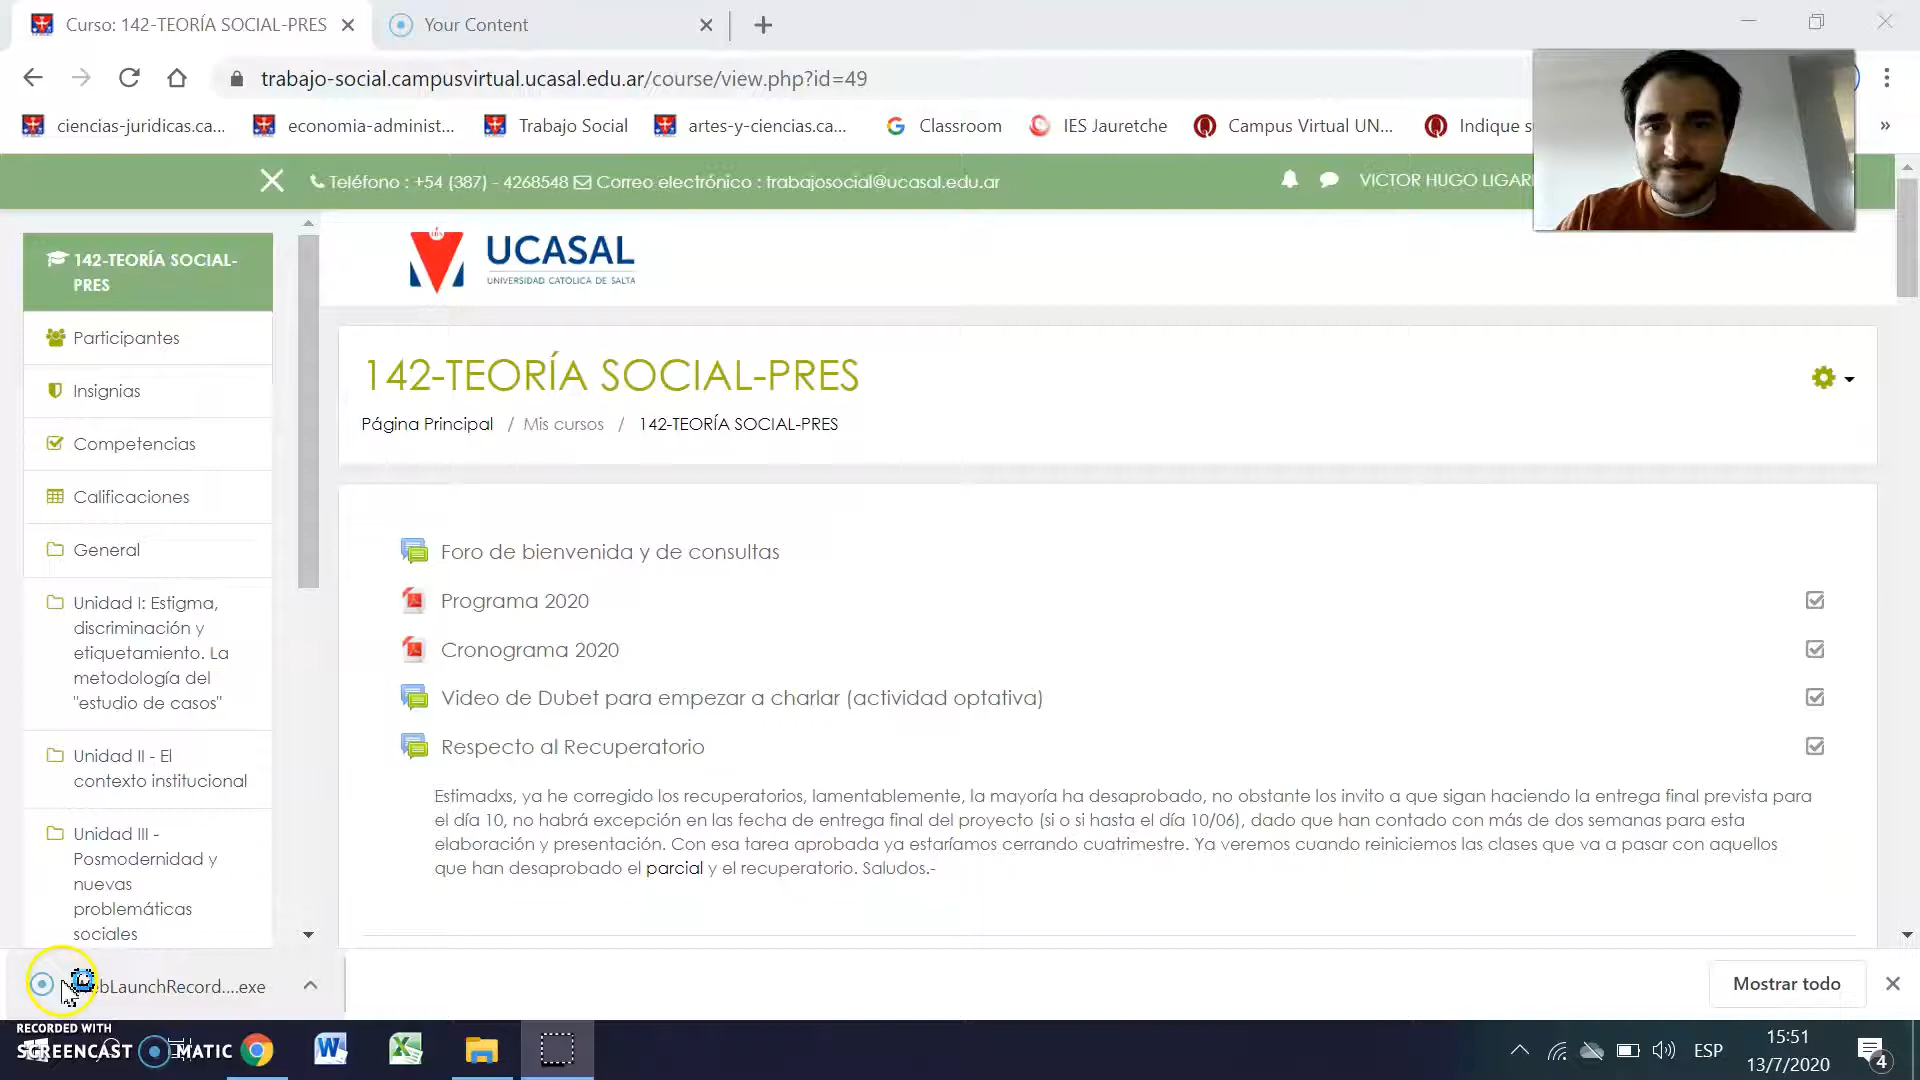 Curso: 142-TEORÍA SOCIAL-PRES
Your Content
trabajo-social.campusvirtual.ucasal.edu.ar/course/view.php?id=49
ciencias-juridicas.ca...
economia-administ...
Trabajo Social
artes-y-ciencias.ca...
Classroom
IES Jauretche
Campus Virtual UN...
Indique s
»
Teléfono : +54 (387) - 4268548
Correo electrónico : trabajosocial@ucasal.edu.ar
VICTOR HUGO LIGAR
142-TEORÍA SOCIAL-
PRES
Participantes
Insignias
Competencias
Calificaciones
General
Unidad I: Estigma,
discriminación y
etiquetamiento. La
metodología del
"estudio de casos"
Unidad II - El
contexto institucional
Unidad III -
Posmodernidad y
nuevas
problemáticas
sociales
UCASAL
UNIVERSIDAD CATÓLICA DE SALTA
142-TEORÍA SOCIAL-PRES
Página Principal / Mis cursos / 142-TEORÍA SOCIAL-PRES
Foro de bienvenida y de consultas
Programa 2020
Cronograma 2020
Video de Dubet para empezar a charlar (actividad optativa)
Respecto al Recuperatorio
Estimadxs, ya he corregido los recuperatorios, lamentablemente, la mayoría ha desaprobado, no obstante los invito a que sigan haciendo la entrega final prevista para
el día 10, no habrá excepción en las fecha de entrega final del proyecto (si o si hasta el día 10/06), dado que han contado con más de dos semanas para esta
elaboración y presentación. Con esa tarea aprobada ya estaríamos cerrando cuatrimestre. Ya veremos cuando reiniciemos las clases que va a pasar con aquellos
que han desaprobado el parcial y el recuperatorio. Saludos.-
bLaunchRecord....exe
Mostrar todo
RECORDED WITH
SCREENCAST MATIC
ESP
15:51
13/7/2020
4